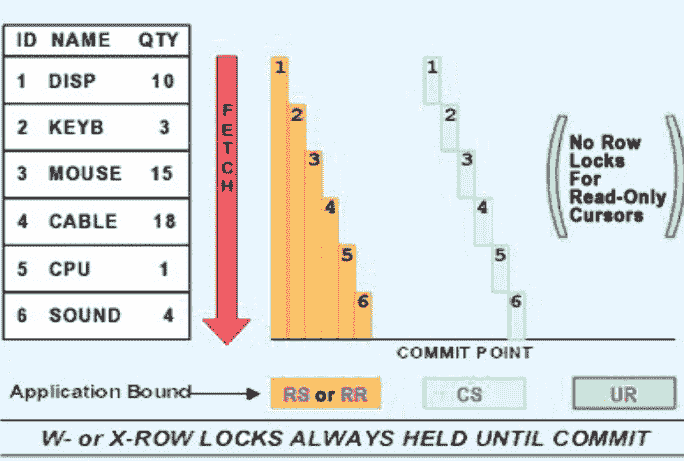 ID NAME QTY
1 DISP 10
2 KEYB 3
3 MOUSE 15
4 CABLE 18
5 CPU 1
6 SOUND 4
FETCH
1
2
3
4
5
6
1
2
3
4
5
6
No Row
Locks
For
Read-Only
Cursors
COMMIT POINT
Application Bound
RS or RR
CS
UR
W- or X-ROW LOCKS ALWAYS HELD UNTIL COMMIT